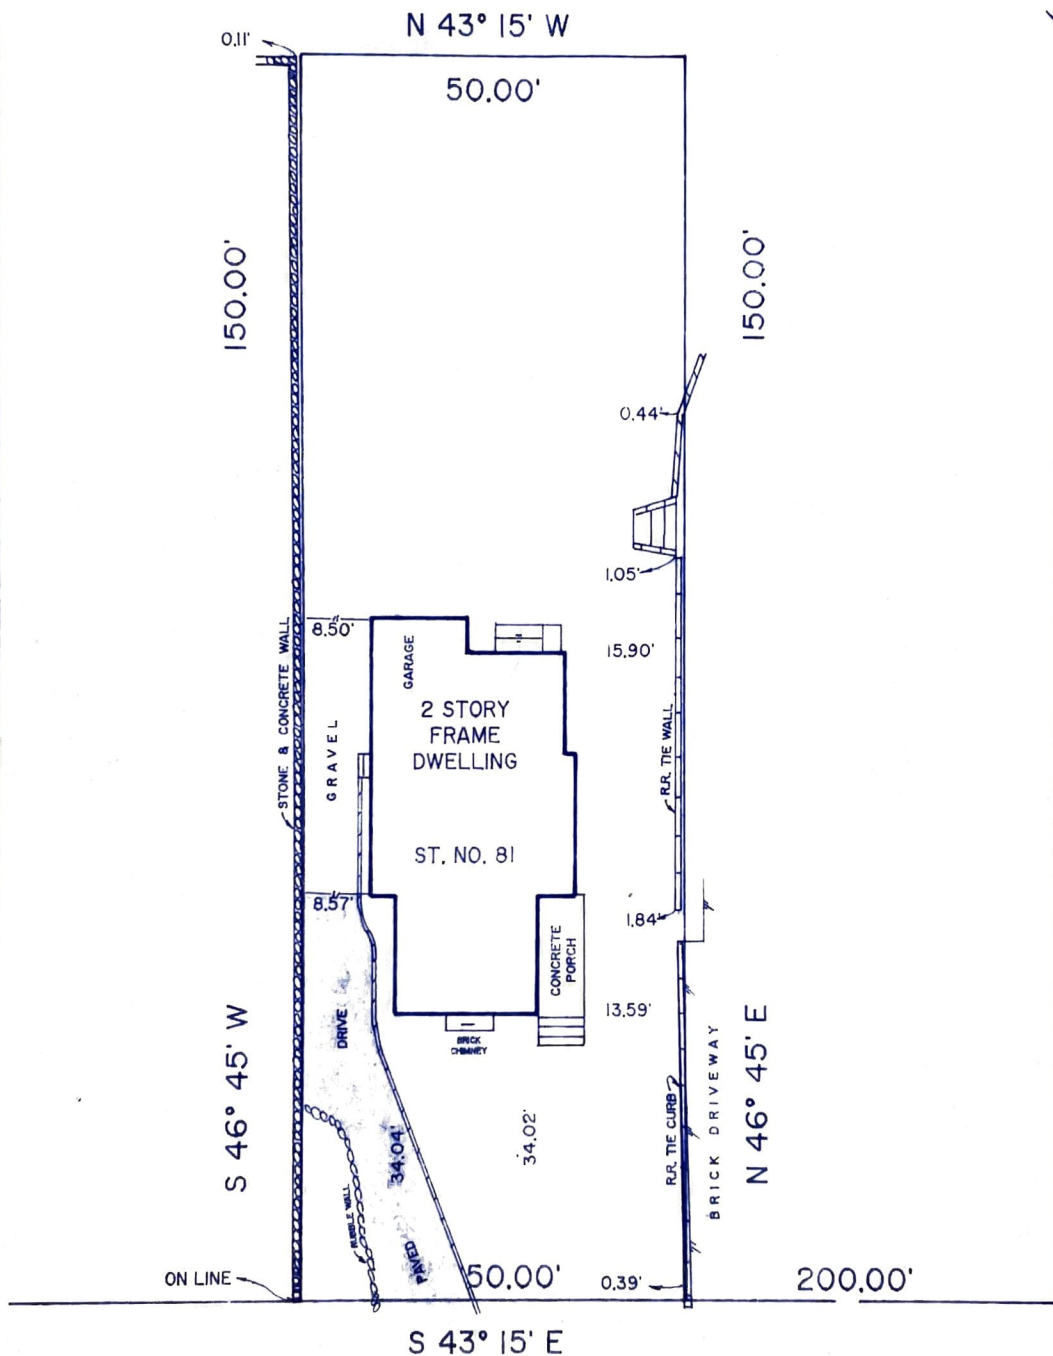 N 43° 15' W
0.11'
50.00'
150.00'
150.00'
0.44'
1.05'
8.50'
GARAGE
15.90'
STONE & CONCRETE WALL
GRAVEL
2 STORY
FRAME
DWELLING
R.R. TIE WALL
ST. NO. 81
8.57'
1.84'
CONCRETE
PORCH
DRIVE
13.59'
BRICK
CHIMNEY
S 46° 45' W
N 46° 45' E
BRICK DRIVEWAY
R.R. TIE CURB
34.02'
34.04'
RUBBLE WALL
PAVED
ON LINE
50.00'
0.39'
200.00'
S 43° 15' E